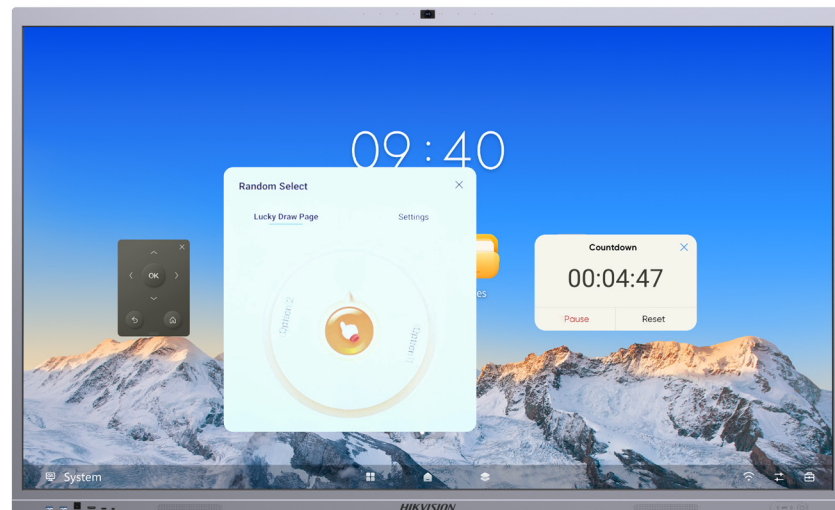 09:40
Random Select
Lucky Draw Page
Settings
OK
Countdown
00:04:47
Pause
Reset
System
HIKVISION